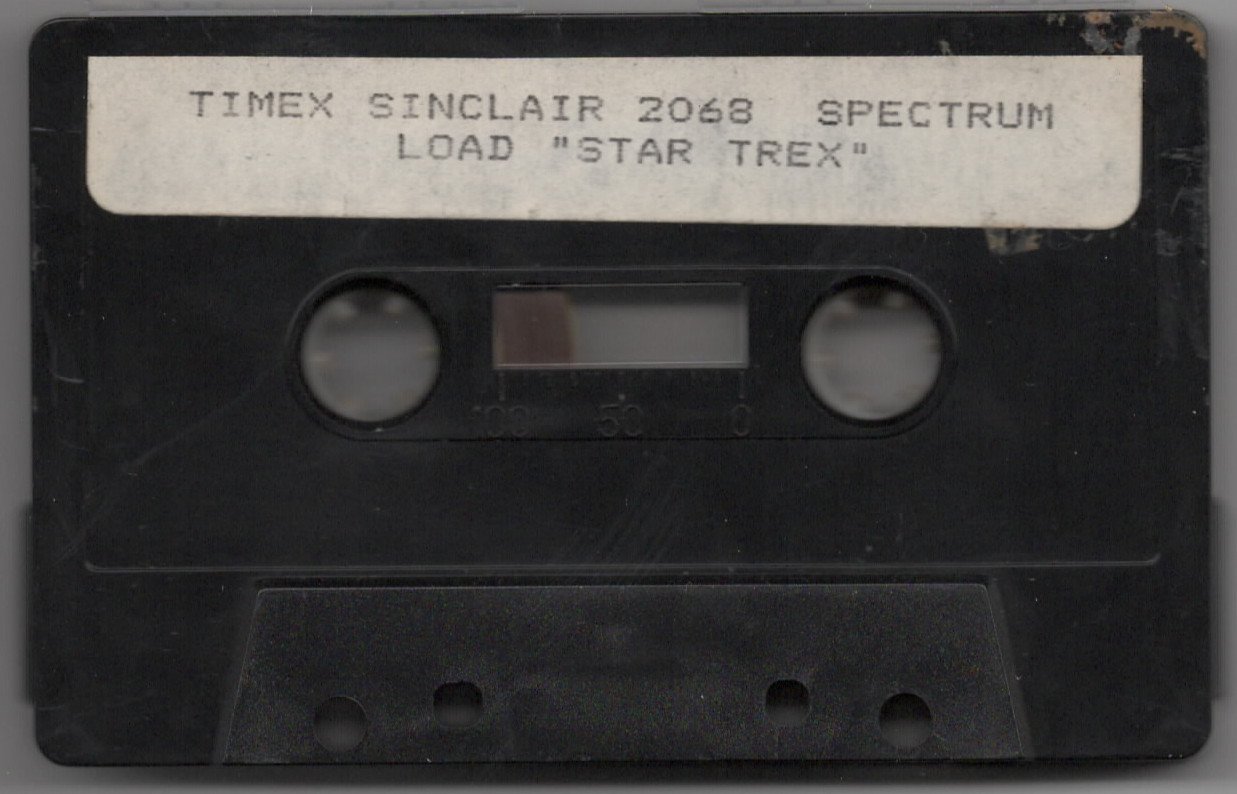 TIMEX SINCLAIR 2068 SPECTRUM
LOAD "STAR TREX"
100 50 0